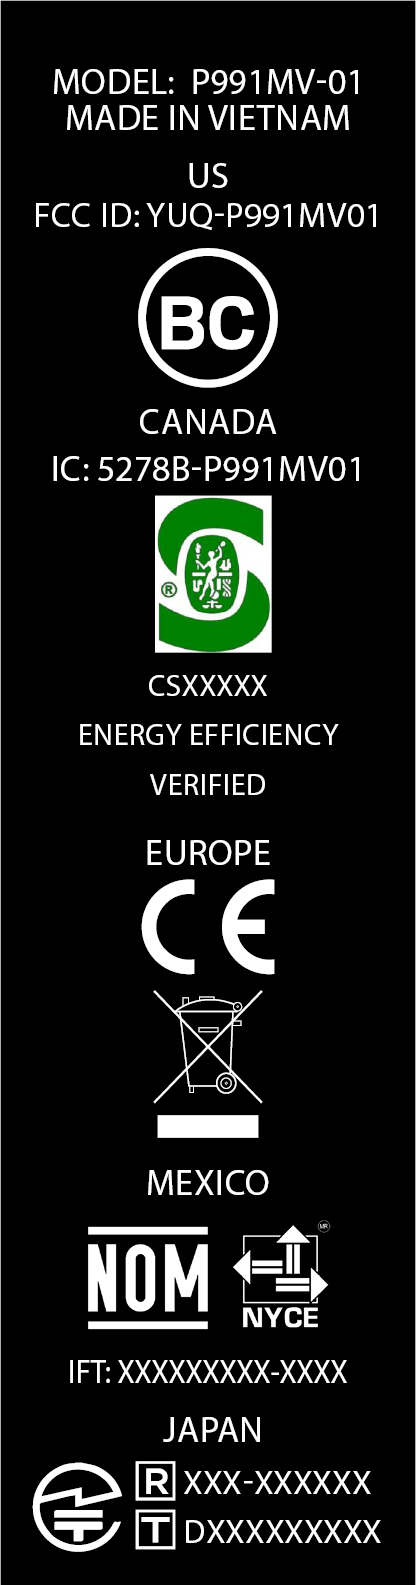 MODEL:  P991MV-01
MADE IN VIETNAM
US
FCC ID: YUQ-P991MV01
BC
CANADA
IC: 5278B-P991MV01
®
CSXXXXX
ENERGY EFFICIENCY
VERIFIED
EUROPE
CE
MEXICO
NOM
MR
NYCE
IFT: XXXXXXXXX-XXXX
JAPAN
R XXX-XXXXXX
T DXXXXXXXXX